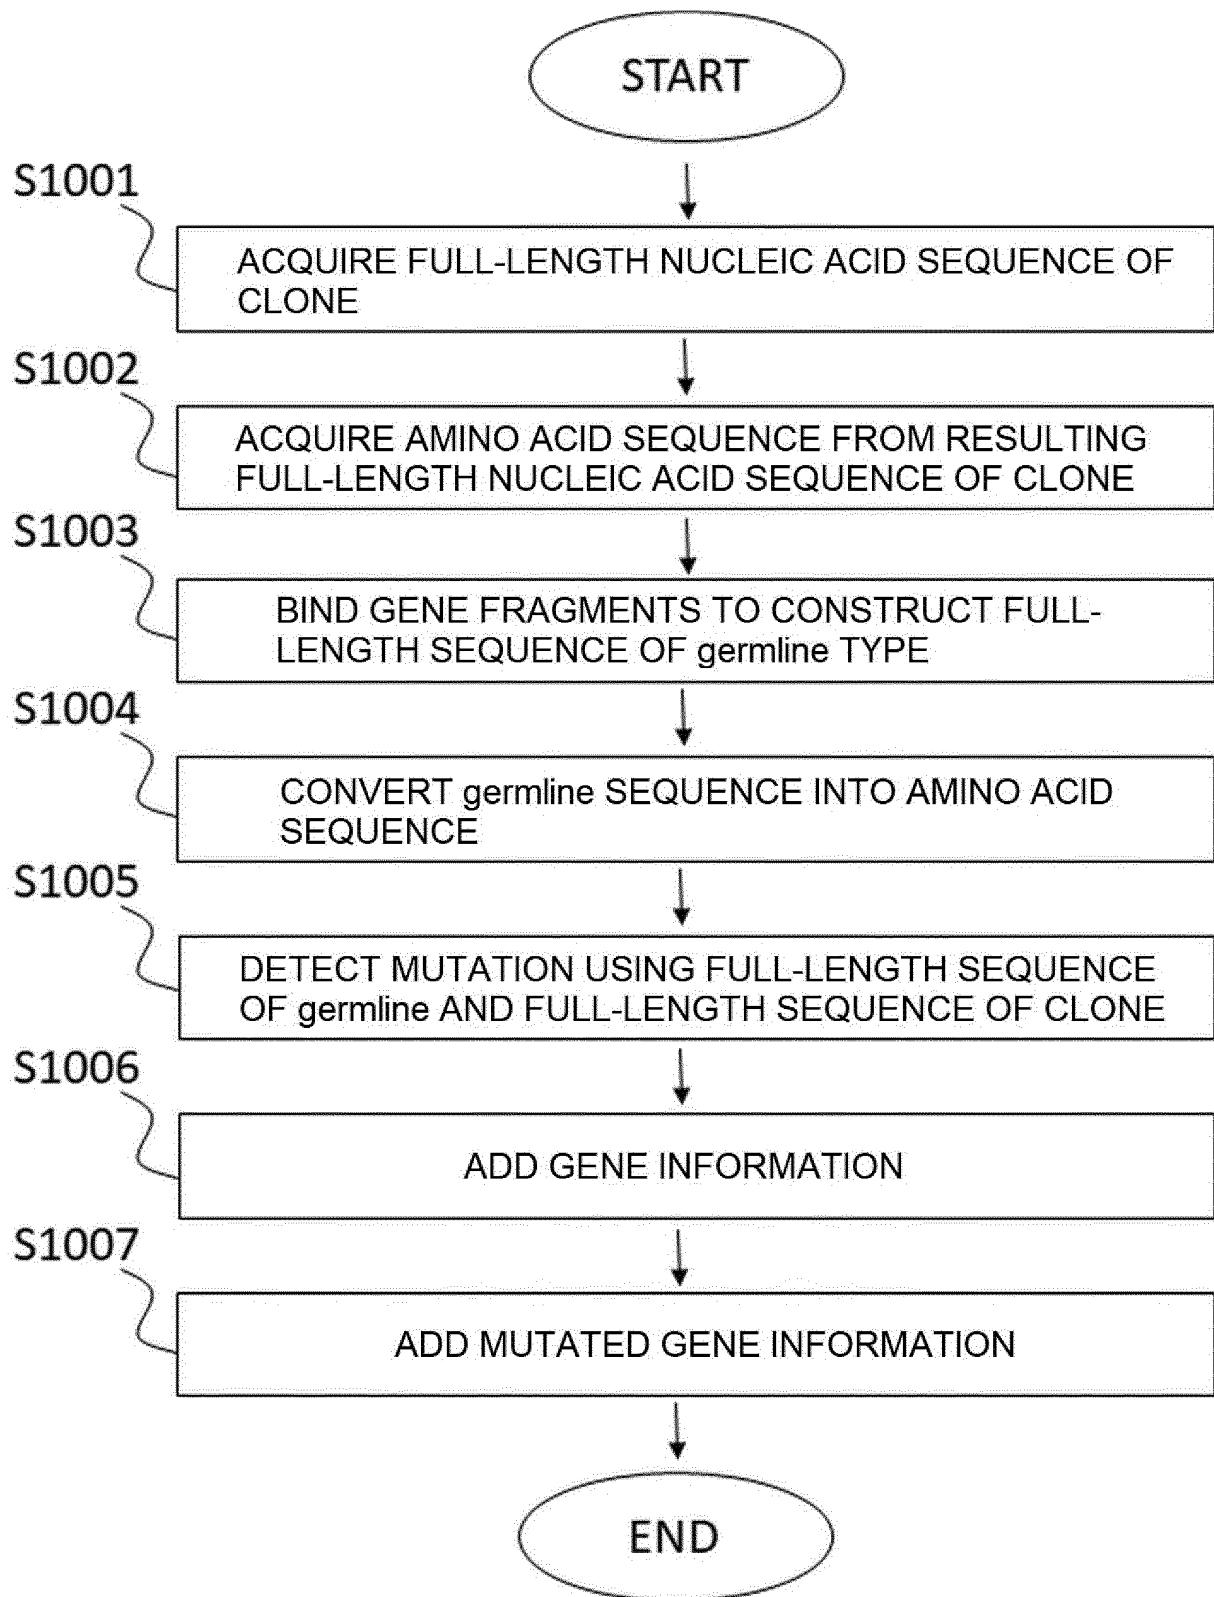 START
S1001
ACQUIRE FULL-LENGTH NUCLEIC ACID SEQUENCE OF
CLONE
S1002
ACQUIRE AMINO ACID SEQUENCE FROM RESULTING
FULL-LENGTH NUCLEIC ACID SEQUENCE OF CLONE
S1003
BIND GENE FRAGMENTS TO CONSTRUCT FULL-
LENGTH SEQUENCE OF germline TYPE
S1004
CONVERT germline SEQUENCE INTO AMINO ACID
SEQUENCE
S1005
DETECT MUTATION USING FULL-LENGTH SEQUENCE
OF germline AND FULL-LENGTH SEQUENCE OF CLONE
S1006
ADD GENE INFORMATION
S1007
ADD MUTATED GENE INFORMATION
END